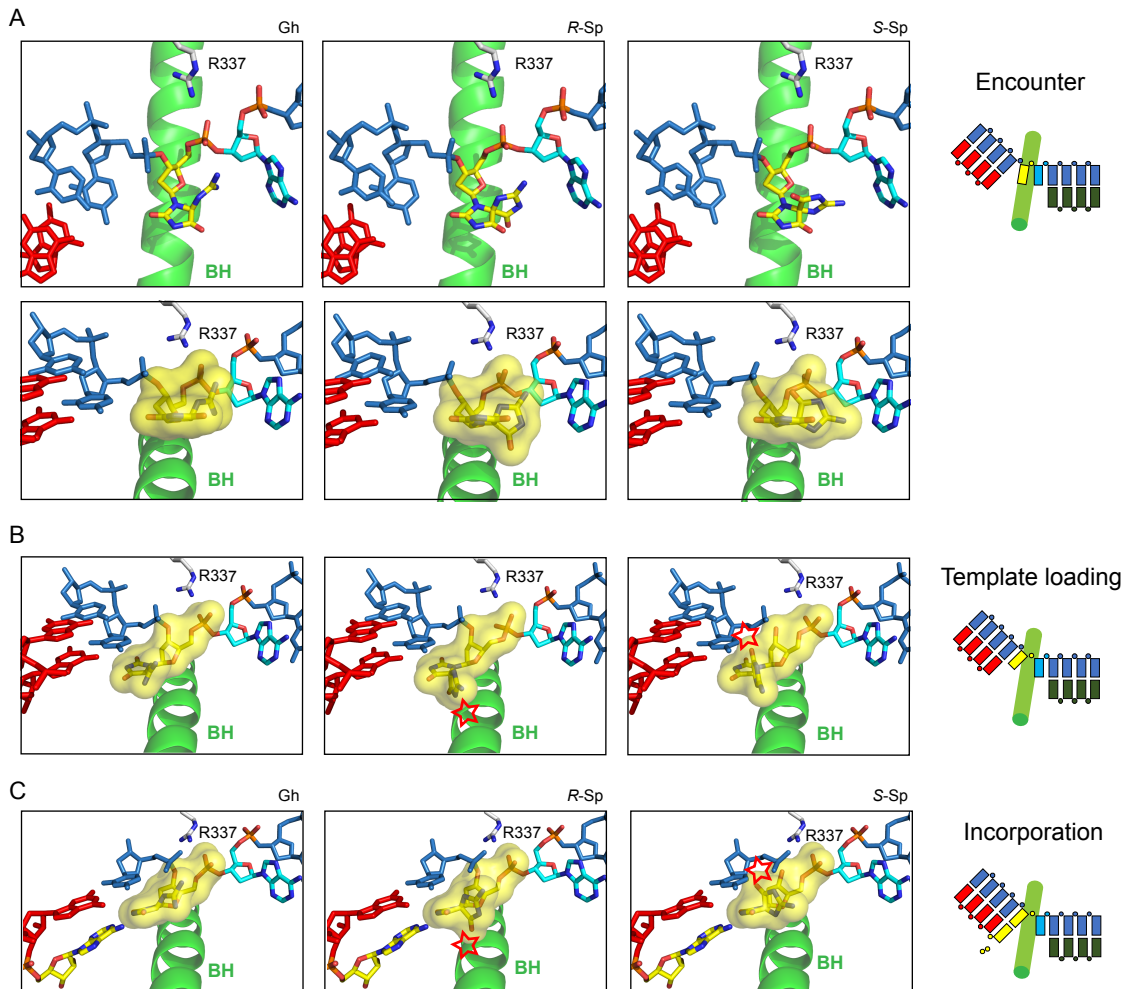 A
Gh
R-Sp
S-Sp
R337
R337
R337
Encounter
BH
BH
BH
R337
R337
R337
BH
BH
BH
B
R337
R337
R337
Template loading
BH
BH
BH
C
Gh
R-Sp
S-Sp
R337
R337
R337
Incorporation
BH
BH
BH